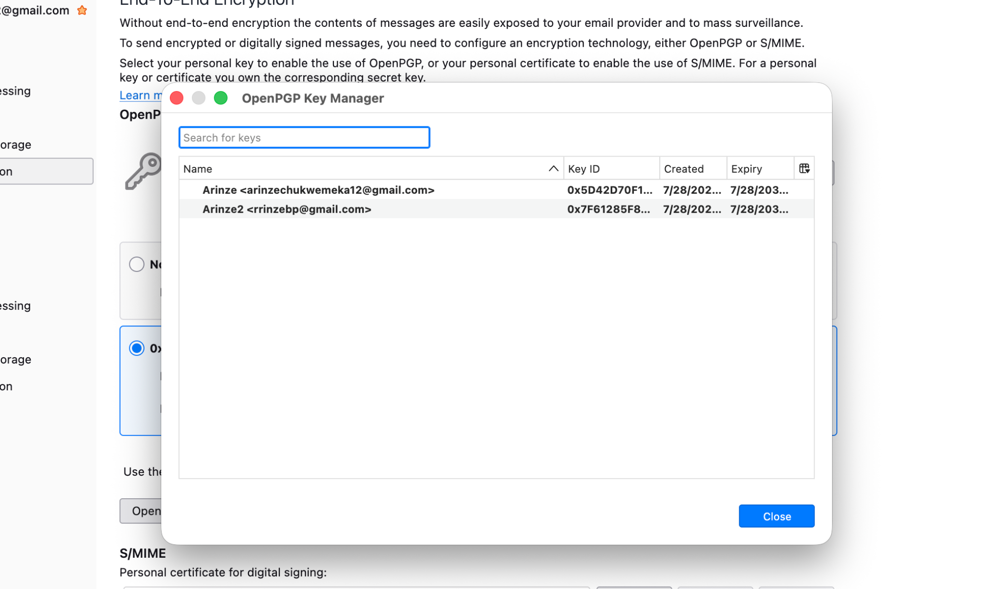 @gmail.com
End-To-End Encryption
Without end-to-end encryption the contents of messages are easily exposed to your email provider and to mass surveillance.
To send encrypted or digitally signed messages, you need to configure an encryption technology, either OpenPGP or S/MIME.
Select your personal key to enable the use of OpenPGP, or your personal certificate to enable the use of S/MIME. For a personal
key or certificate you own the corresponding secret key.
essing
Learn m
OpenP
orage
on
OpenPGP Key Manager
Search for keys
Name Key ID Created Expiry
Arinze <arinzechukwemeka12@gmail.com> 0x5D42D70F1... 7/28/202... 7/28/203...
Arinze2 <rrinzebp@gmail.com> 0x7F61285F8... 7/28/202... 7/28/203...
No
essing
0x
orage
on
Use the
Open
Close
S/MIME
Personal certificate for digital signing: